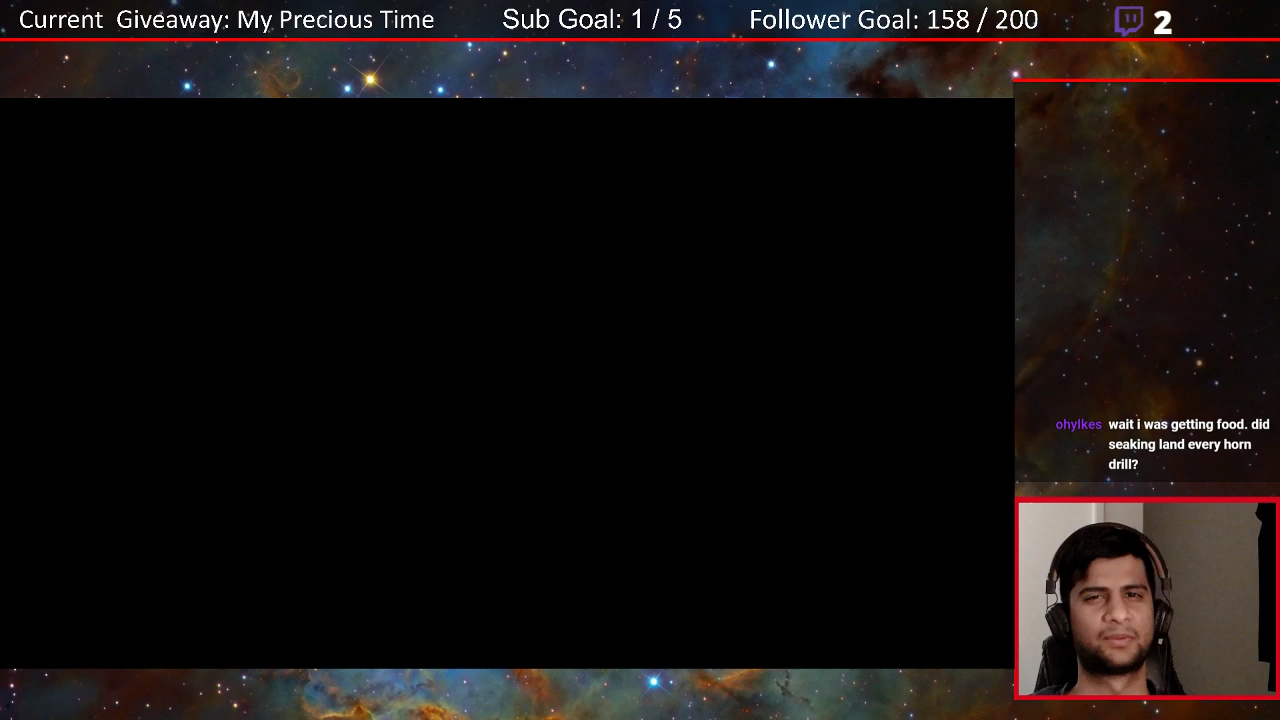 Current  Giveaway: My Precious Time
Sub Goal: 1 / 5
Follower Goal: 158 / 200
2
ohylkes wait i was getting food. did
seaking land every horn
drill?